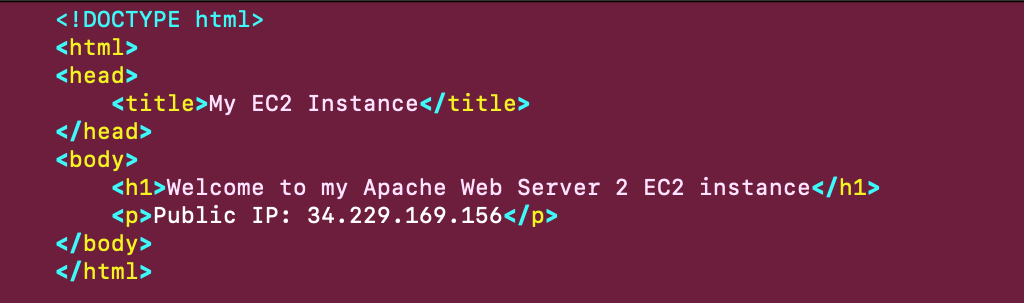 <!DOCTYPE html>
<html>
<head>
    <title>My EC2 Instance</title>
</head>
<body>
    <h1>Welcome to my Apache Web Server 2 EC2 instance</h1>
    <p>Public IP: 34.229.169.156</p>
</body>
</html>